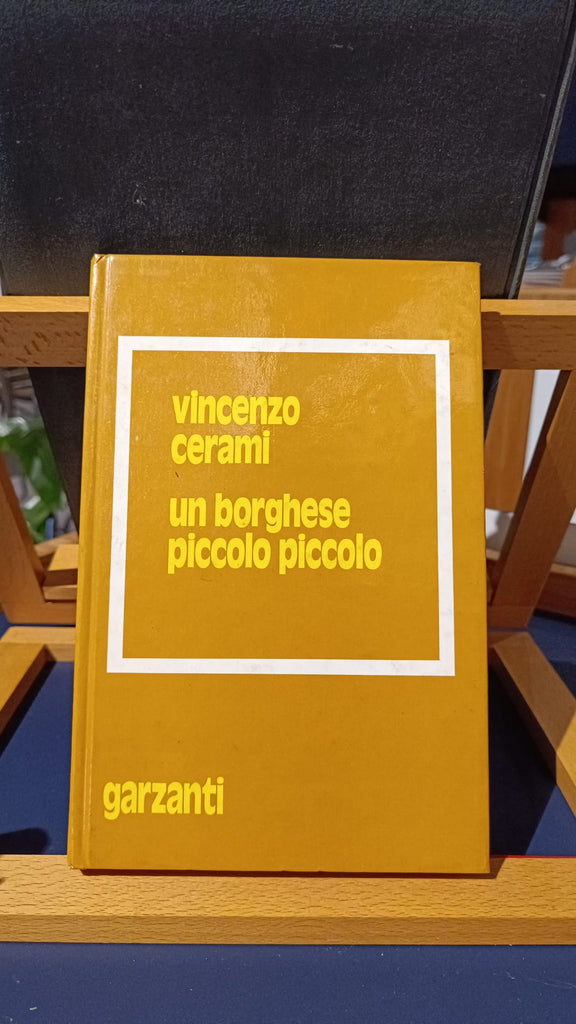 vincenzo
cerami
un borghese
piccolo piccolo
garzanti